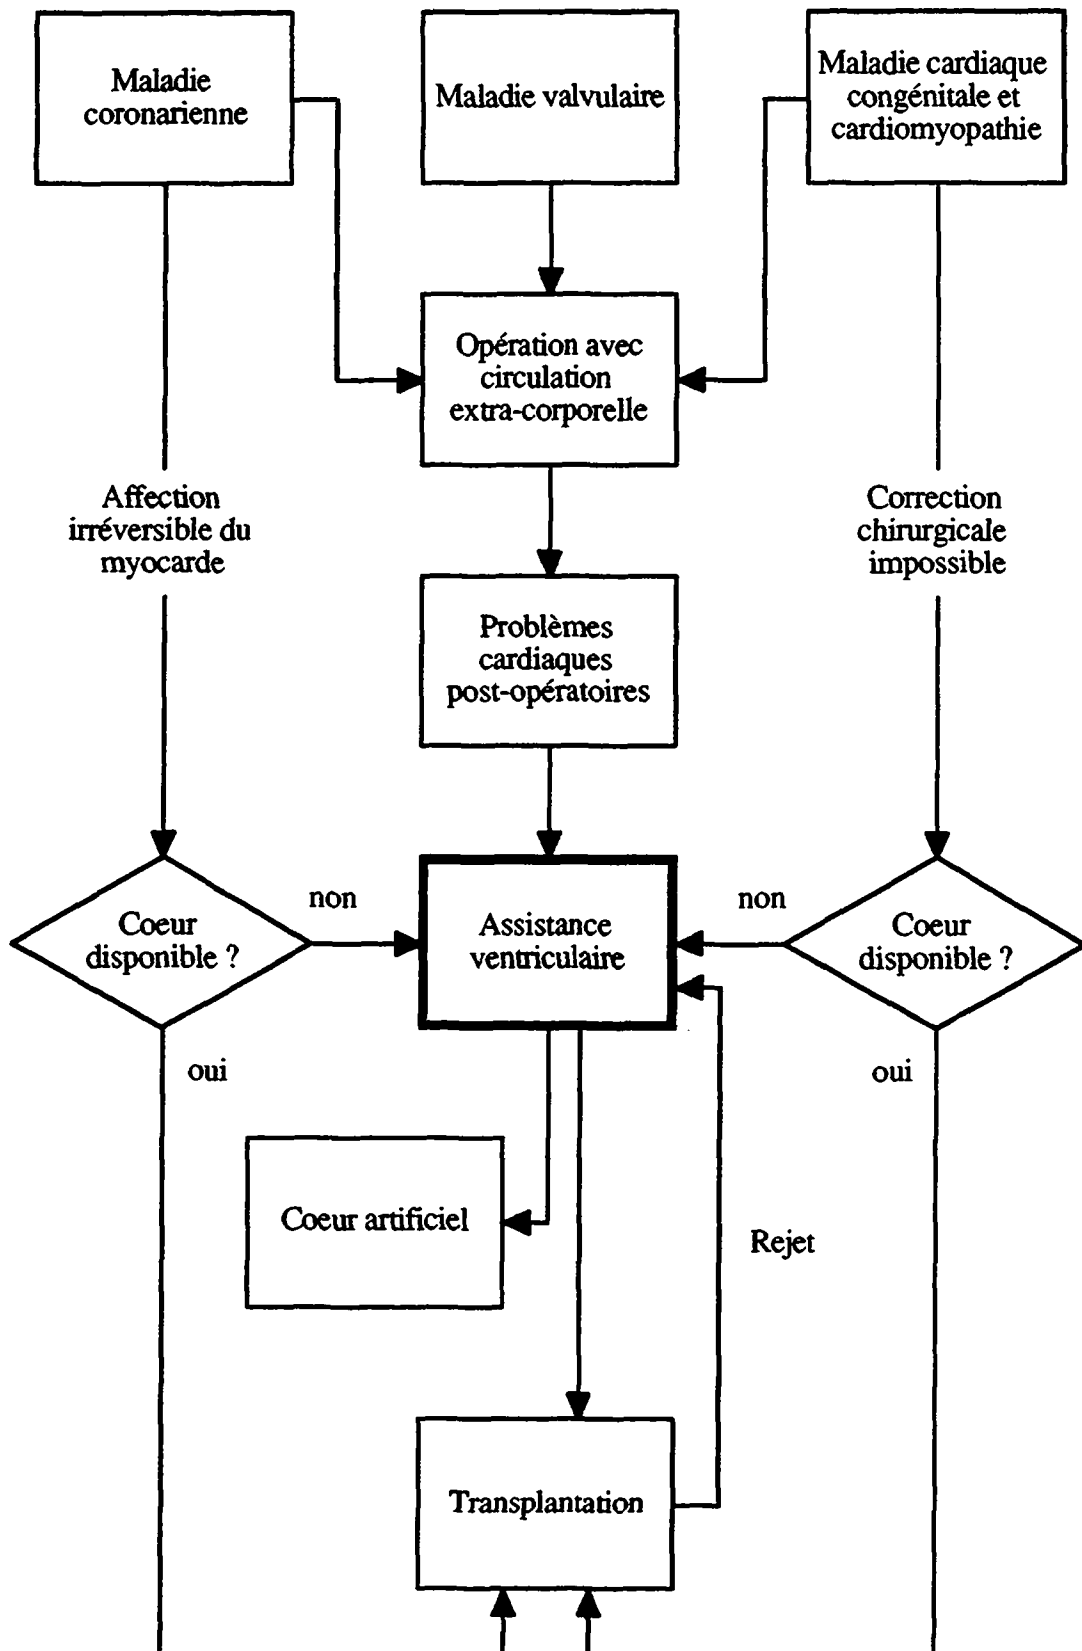 Maladie
coronarienne
Maladie valvulaire
Maladie cardiaque
congénitale et
cardiomyopathie
Opération avec
circulation
extra-corporelle
Affection
irréversible du
myocarde
Correction
chirurgicale
impossible
Problèmes
cardiaques
post-opératoires
Coeur
disponible ?
non
Assistance
ventriculaire
non
Coeur
disponible ?
oui
oui
Coeur artificiel
Rejet
Transplantation